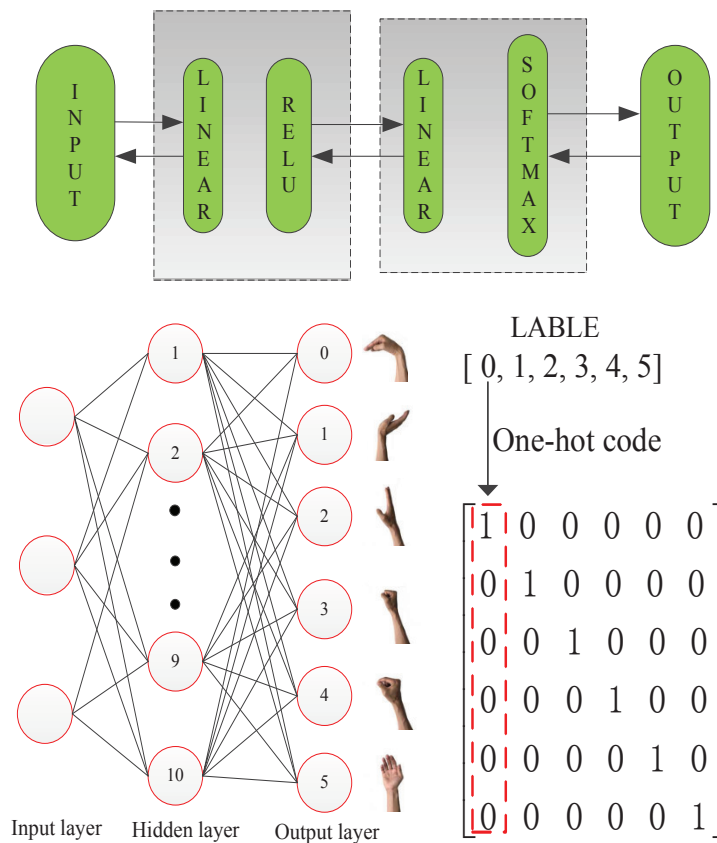 INPUT
LINEAR
RELU
LINEAR
SOFTMAX
OUTPUT
1
2
9
10
0
1
2
3
4
5
Input layer
Hidden layer
Output layer
LABLE
[ 0, 1, 2, 3, 4, 5]
One-hot code
1 0 0 0 0 0
0 1 0 0 0 0
0 0 1 0 0 0
0 0 0 1 0 0
0 0 0 0 1 0
0 0 0 0 0 1